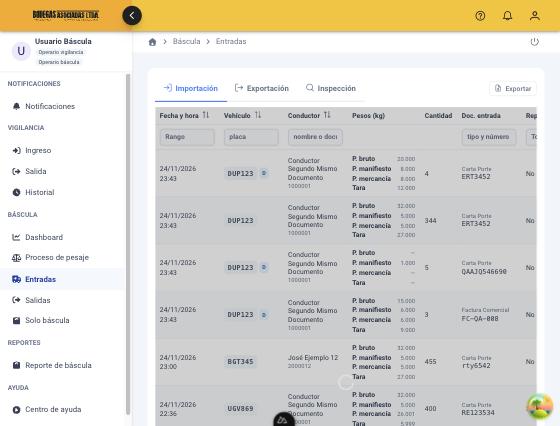 BODEGAS ASOCIADAS LTDA.
U
Usuario Báscula
Operario vigilancia
Operario báscula
NOTIFICACIONES
Notificaciones
VIGILANCIA
Ingreso
Salida
Historial
BÁSCULA
Dashboard
Proceso de pesaje
Entradas
Salidas
Solo báscula
REPORTES
Reporte de báscula
AYUDA
Centro de ayuda
Báscula > Entradas
Importación Exportación Inspección
Exportar
Fecha y hora Vehículo Conductor Pesos (kg) Cantidad Doc. entrada Rep
Rango placa nombre o docu tipo y número To
24/11/2026
23:43
DUP123 D
Conductor
Segundo Mismo
Documento
1000001
P. bruto 20.000
P. manifiesto 8.000
P. mercancía 8.000
Tara 12.000
4
Carta Porte
ERT3452
No
24/11/2026
23:43
DUP123
Conductor
Segundo Mismo
Documento
1000001
P. bruto 32.000
P. manifiesto 5.000
P. mercancía 5.000
Tara 27.000
344
Carta Porte
ERT3452
No
24/11/2026
23:43
DUP123 D
Conductor
Segundo Mismo
Documento
1000001
P. bruto –
P. manifiesto 1.000
P. mercancía –
Tara –
5
Carta Porte
QAAJQ546690
No
24/11/2026
23:43
DUP123 D
Conductor
Segundo Mismo
Documento
1000001
P. bruto 15.000
P. manifiesto 6.000
P. mercancía 6.000
Tara 9.000
3
Factura Comercial
FC-QA-008
No
24/11/2026
23:00
BGT345
José Ejemplo 12
2000012
P. bruto 32.000
P. manifiesto 5.000
P. mercancía 5.000
Tara 27.000
455
Carta Porte
rty6542
No
24/11/2026
22:36
UGV869
Conductor
Segundo Mismo
Documento
1000001
P. bruto 32.000
P. manifiesto 5.000
P. mercancía 26.001
Tara 5.999
400
Carta Porte
RE123534
No